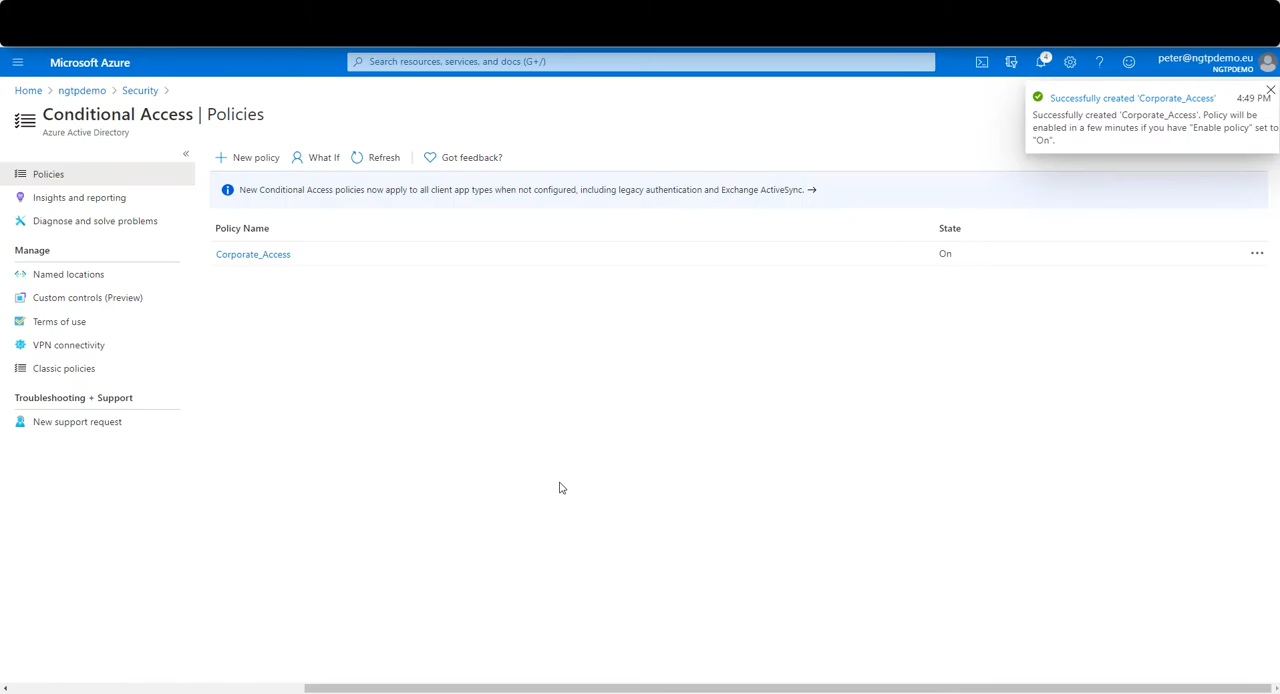 Microsoft Azure
Search resources, services, and docs (G+/)
4
peter@ngtpdemo.eu
NGTPDEMO
Home > ngtpdemo > Security >
Conditional Access | Policies
Azure Active Directory
Successfully created 'Corporate_Access' 4:49 PM
Successfully created 'Corporate_Access'. Policy will be
enabled in a few minutes if you have "Enable policy" set to
"On".
«
New policy What If Refresh Got feedback?
New Conditional Access policies now apply to all client app types when not configured, including legacy authentication and Exchange ActiveSync. →
Policies
Insights and reporting
Diagnose and solve problems
Manage
Named locations
Custom controls (Preview)
Terms of use
VPN connectivity
Classic policies
Troubleshooting + Support
New support request
Policy Name State
Corporate_Access On